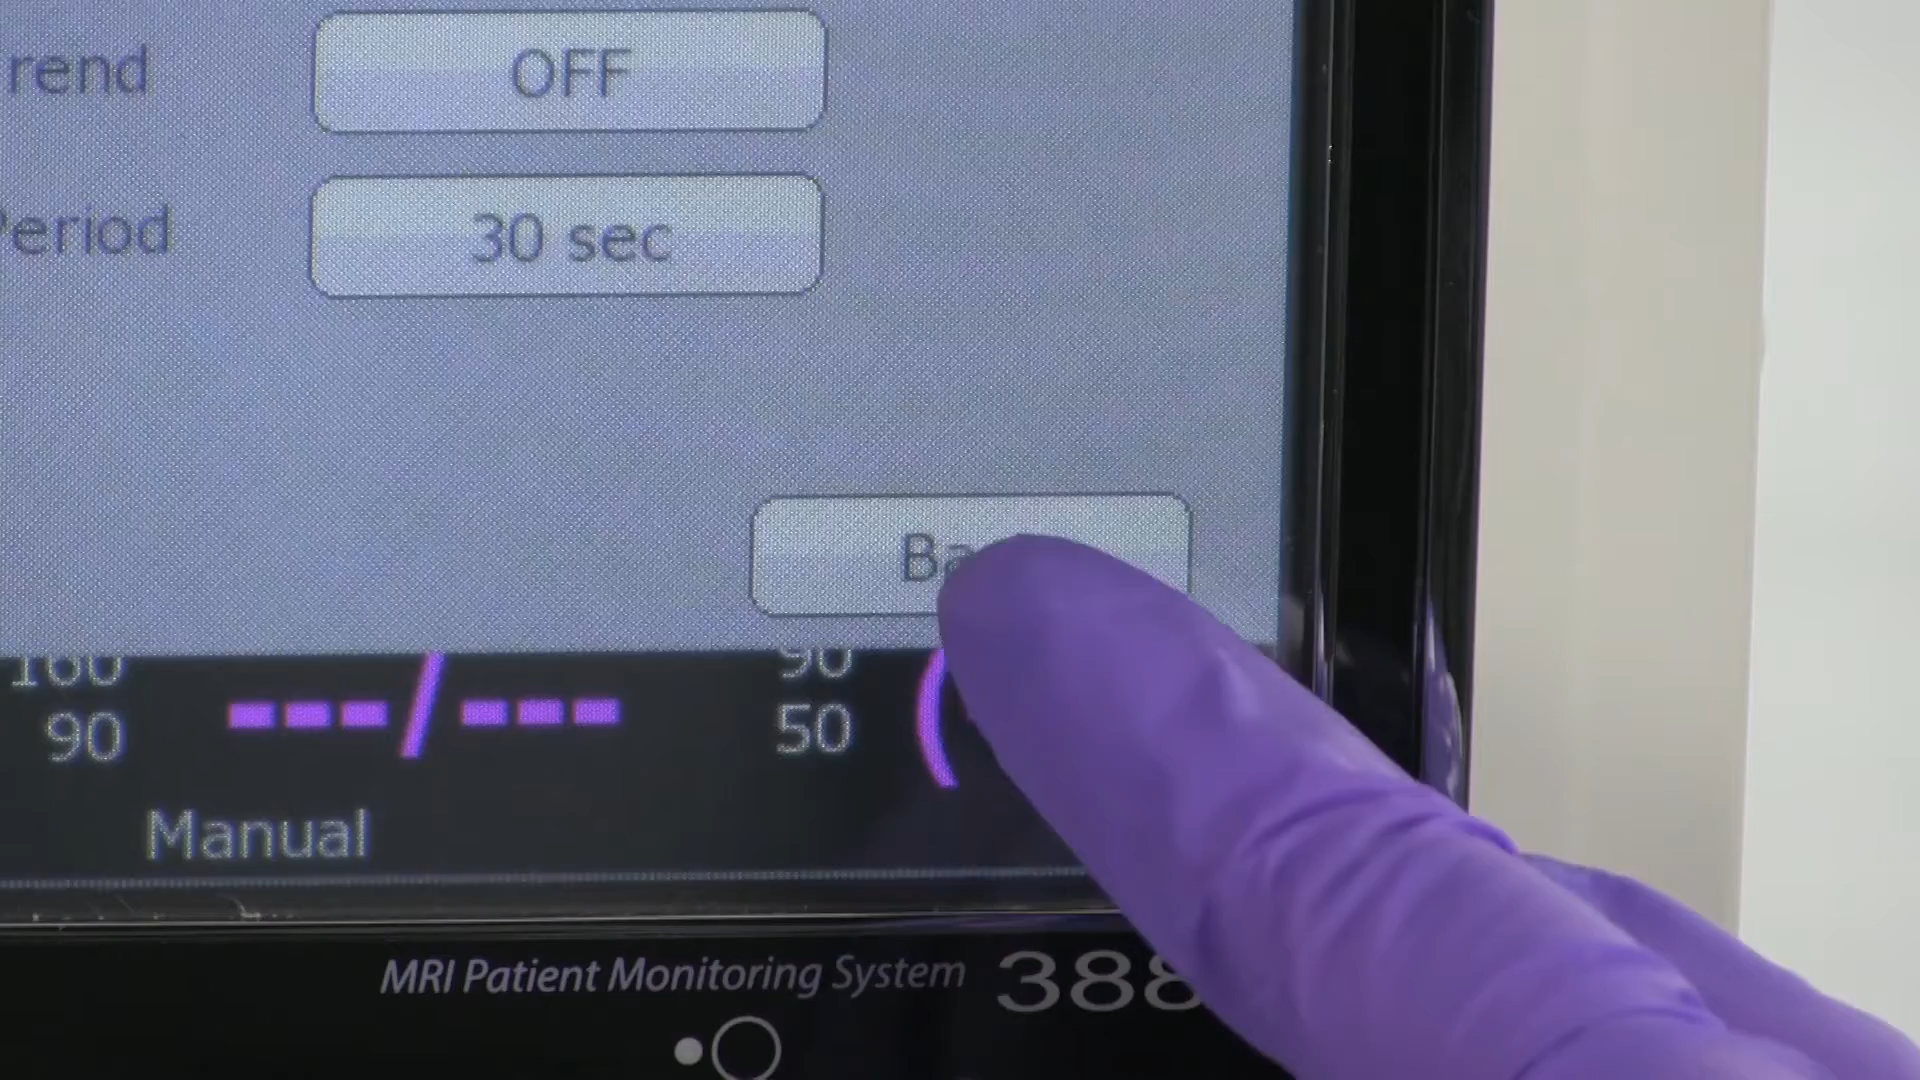 rend OFF
Period 30 sec
Ba
160 90
90 ---/--- 50 (
Manual
MRI Patient Monitoring System 388